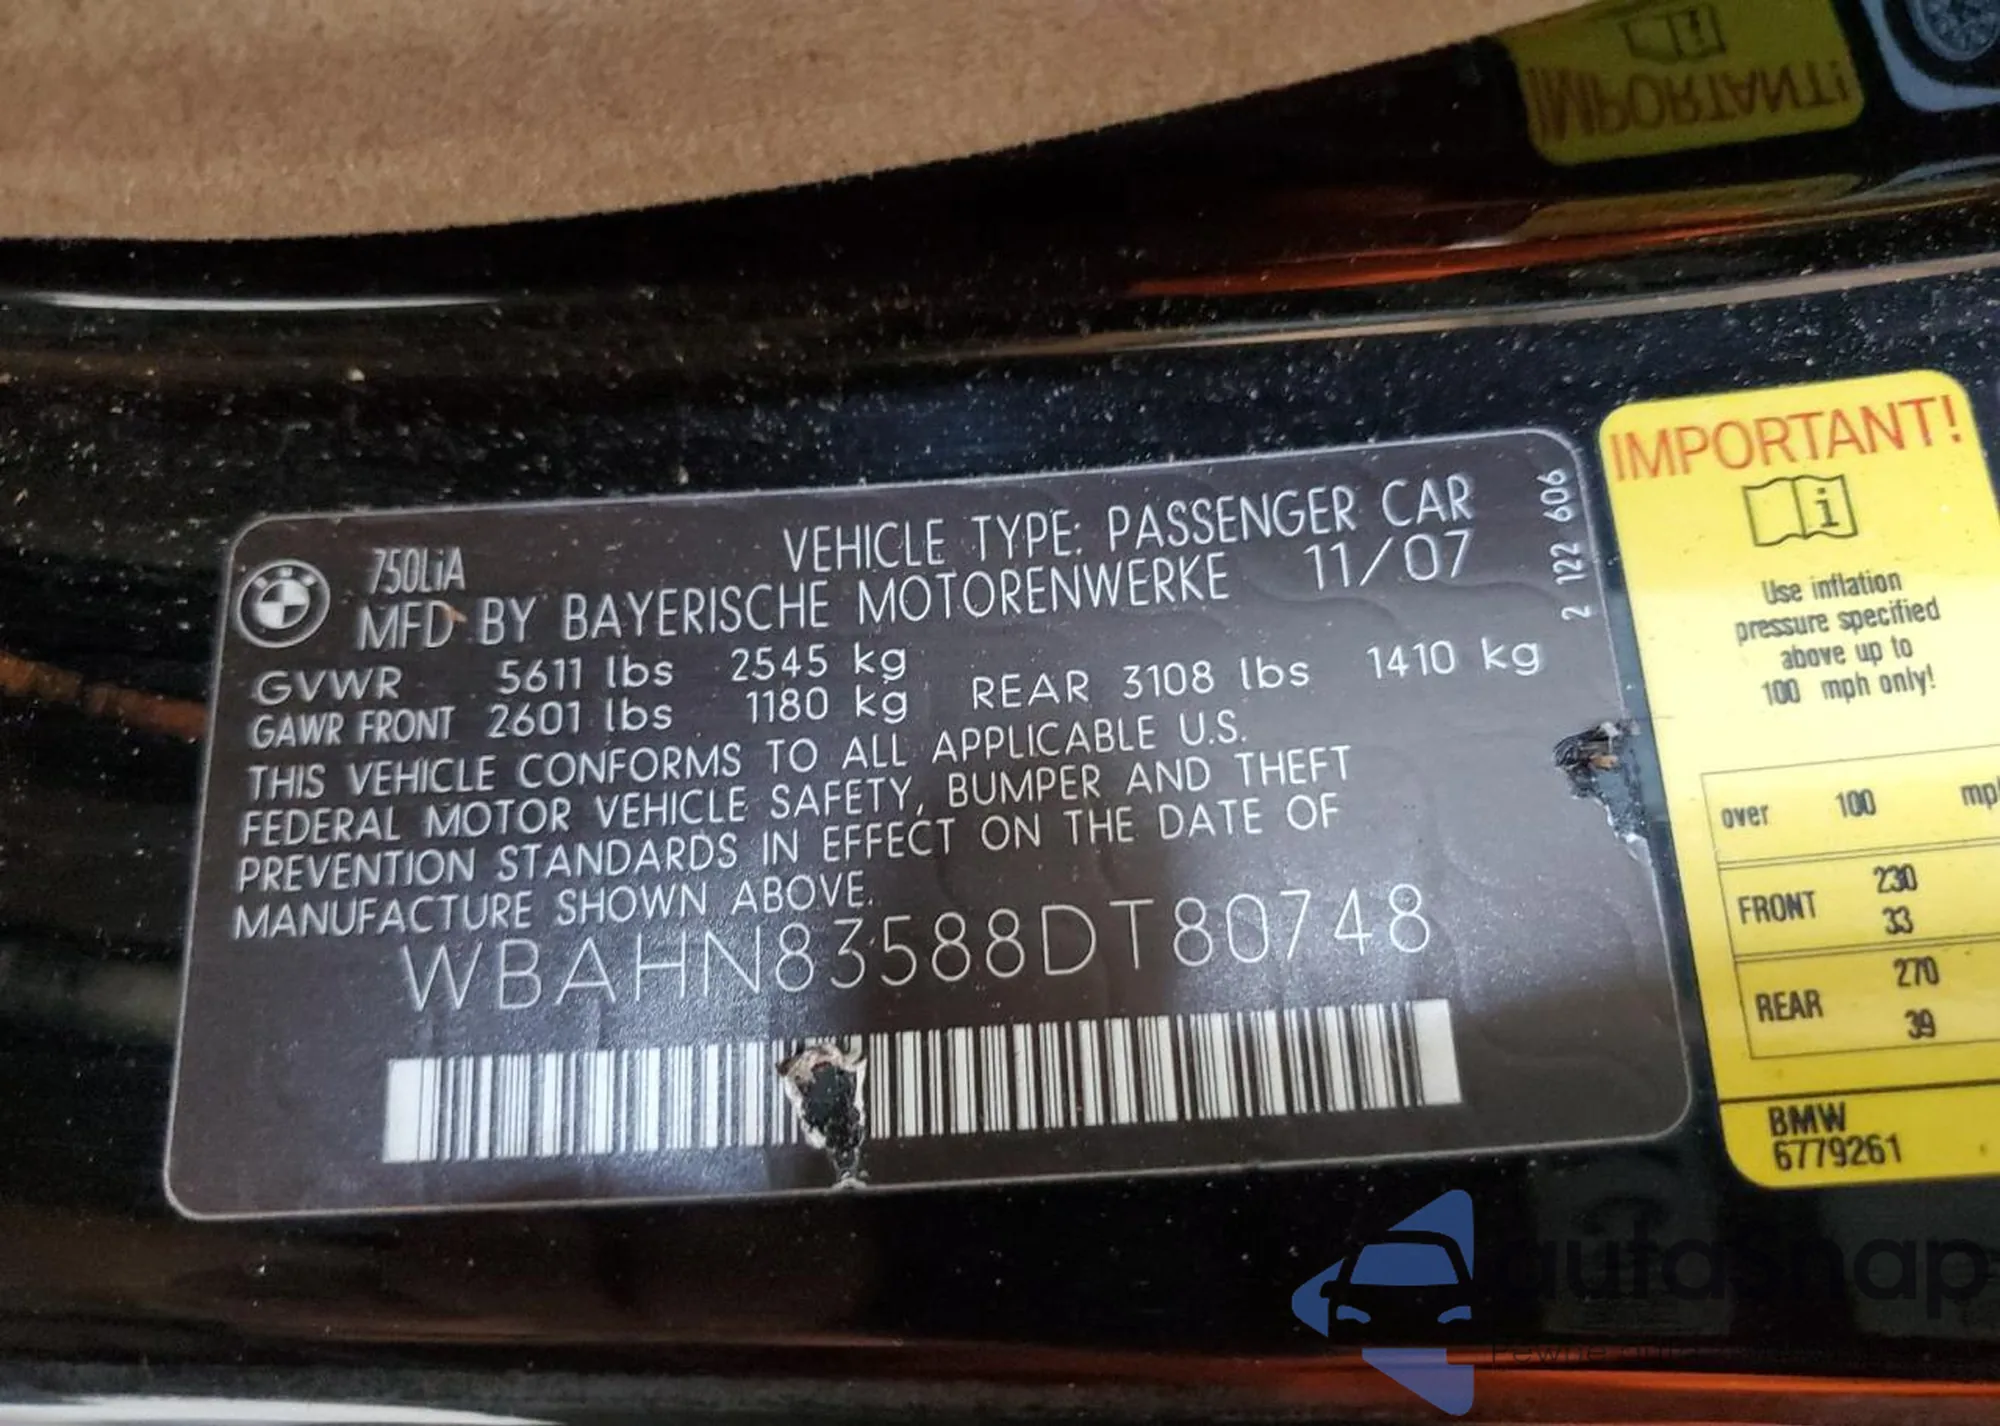 IMPORTANT!
750LiA
VEHICLE TYPE: PASSENGER CAR
MFD BY BAYERISCHE MOTORENWERKE 11/07
2 122 606
GVWR 5611 lbs 2545 kg
GAWR FRONT 2601 lbs 1180 kg REAR 3108 lbs 1410 kg
THIS VEHICLE CONFORMS TO ALL APPLICABLE U.S.
FEDERAL MOTOR VEHICLE SAFETY, BUMPER AND THEFT
PREVENTION STANDARDS IN EFFECT ON THE DATE OF
MANUFACTURE SHOWN ABOVE.
WBAHN83588DT80748
IMPORTANT!
i
Use inflation
pressure specified
above up to
100 mph only!
over 100 mph
FRONT 230
33
REAR 270
39
BMW
6779261
autosnap